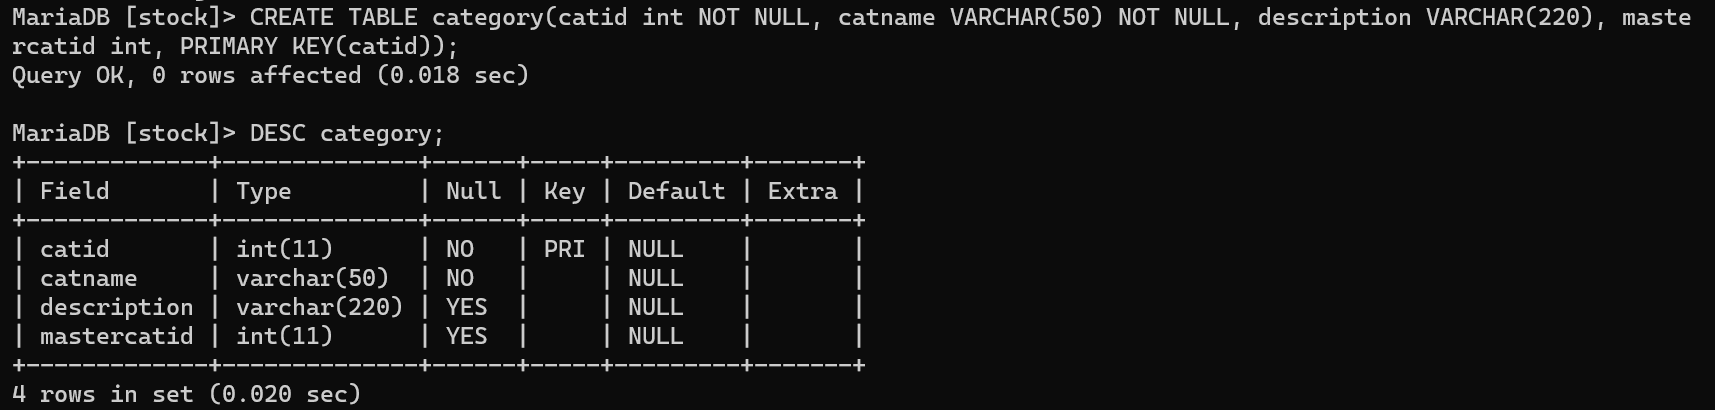 MariaDB [stock]> CREATE TABLE category(catid int NOT NULL, catname VARCHAR(50) NOT NULL, description VARCHAR(220), maste
rcatid int, PRIMARY KEY(catid));
Query OK, 0 rows affected (0.018 sec)

MariaDB [stock]> DESC category;
+-------------+--------------+------+-----+---------+-------+
| Field       | Type         | Null | Key | Default | Extra |
+-------------+--------------+------+-----+---------+-------+
| catid       | int(11)      | NO   | PRI | NULL    |       |
| catname     | varchar(50)  | NO   |     | NULL    |       |
| description | varchar(220) | YES  |     | NULL    |       |
| mastercatid | int(11)      | YES  |     | NULL    |       |
+-------------+--------------+------+-----+---------+-------+
4 rows in set (0.020 sec)